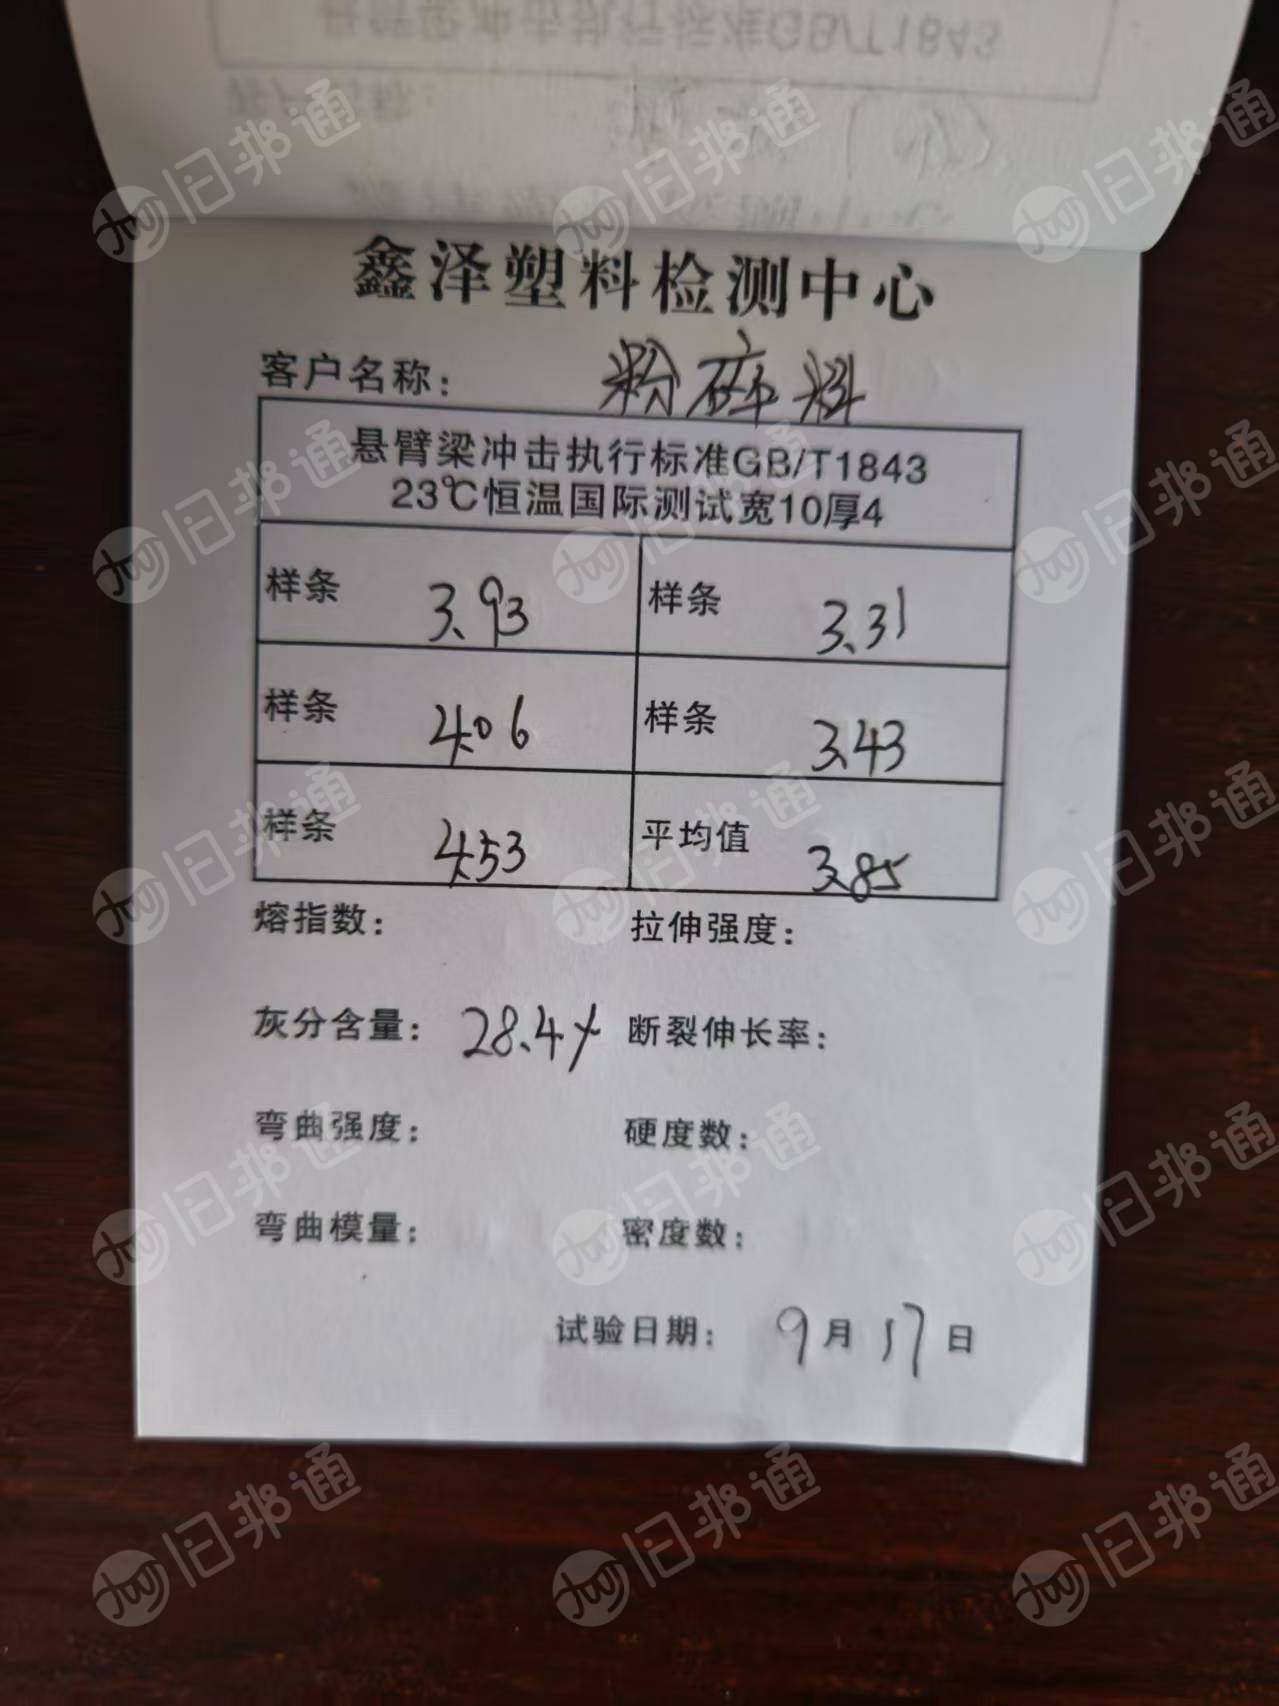 鑫泽塑料检测中心
客户名称： 粉碎料
悬臂梁冲击执行标准GB/T1843
23℃恒温国际测试宽10厚4
样条 3.93 样条 3.31
样条 4.06 样条 3.43
样条 4.53 平均值 3.85
熔指数： 拉伸强度：
灰分含量： 28.4% 断裂伸长率：
弯曲强度： 硬度数：
弯曲模量： 密度数：
试验日期： 9月17日
旧邦通